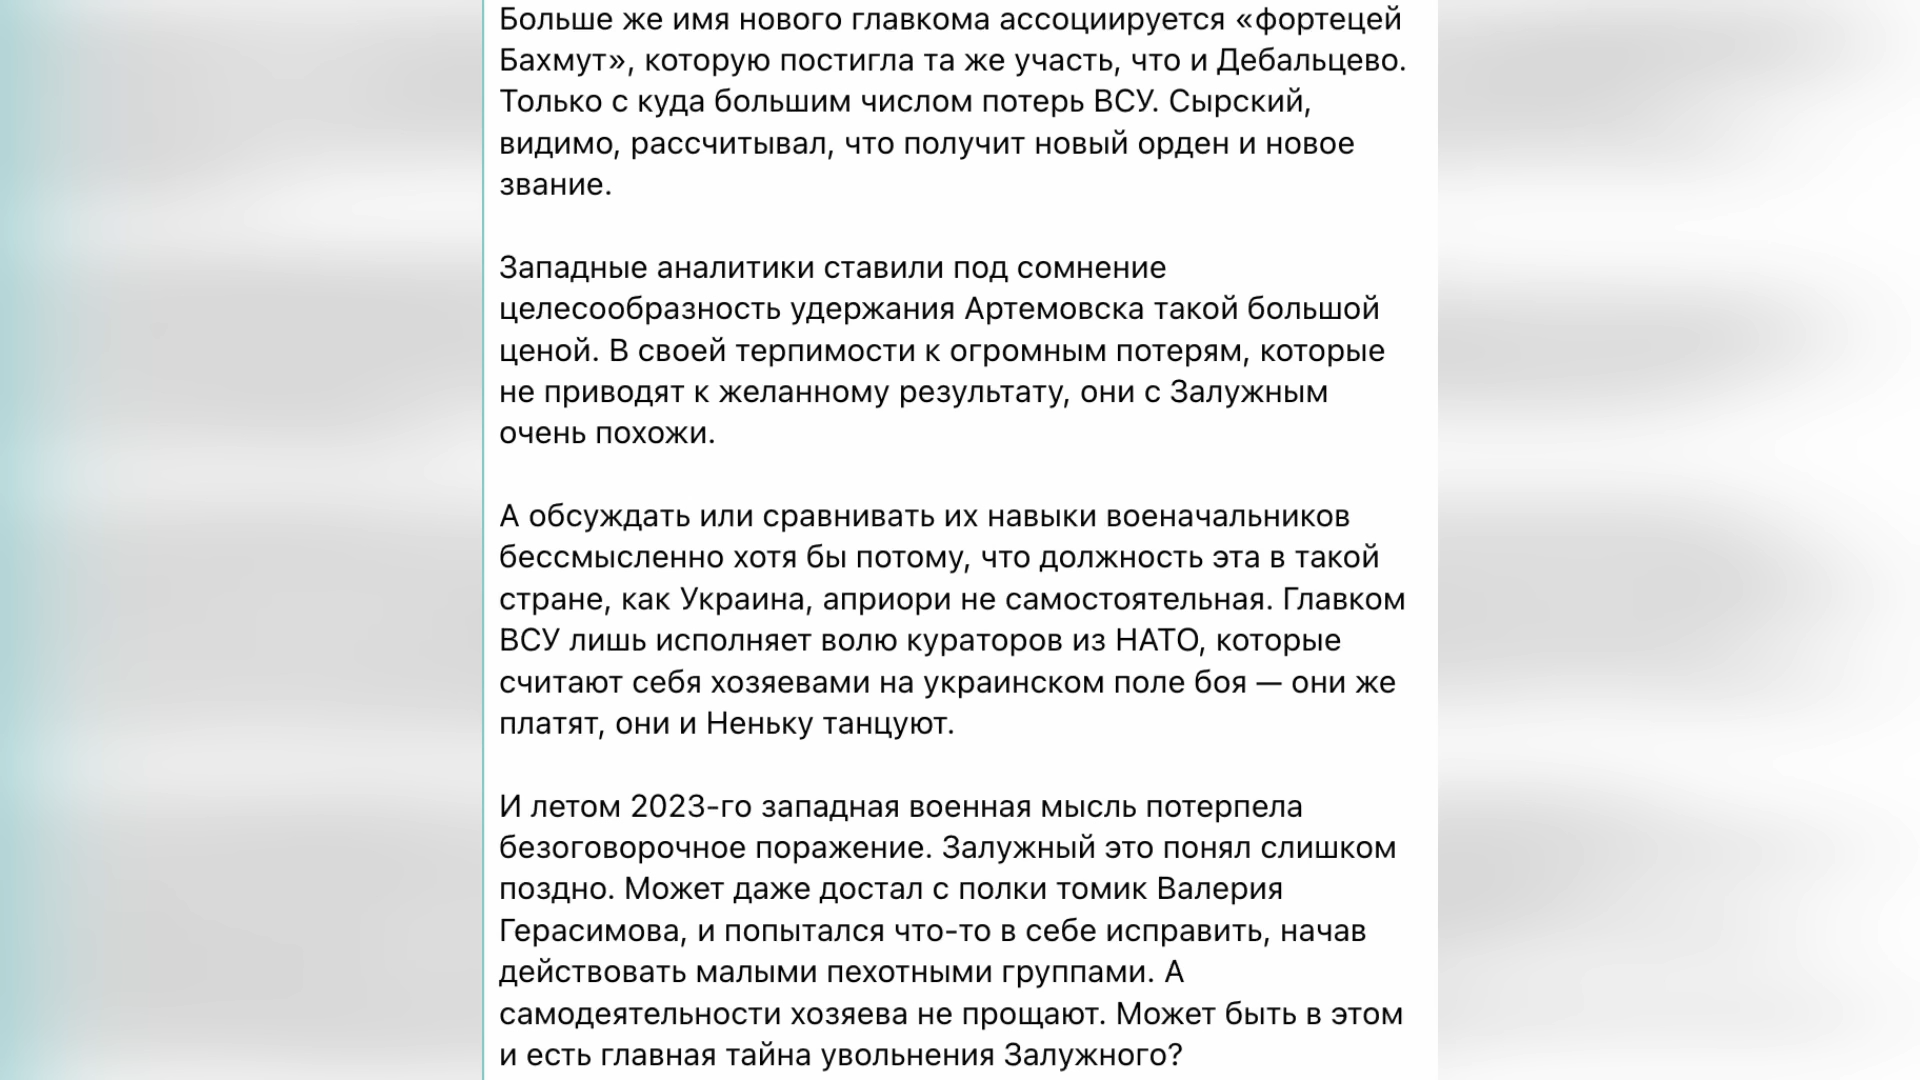 Больше же имя нового главкома ассоциируется «фортецей
Бахмут», которую постигла та же участь, что и Дебальцево.
Только с куда большим числом потерь ВСУ. Сырский,
видимо, рассчитывал, что получит новый орден и новое
звание.
Западные аналитики ставили под сомнение
целесообразность удержания Артемовска такой большой
ценой. В своей терпимости к огромным потерям, которые
не приводят к желанному результату, они с Залужным
очень похожи.
А обсуждать или сравнивать их навыки военачальников
бессмысленно хотя бы потому, что должность эта в такой
стране, как Украина, априори не самостоятельная. Главком
ВСУ лишь исполняет волю кураторов из НАТО, которые
считают себя хозяевами на украинском поле боя — они же
платят, они и Неньку танцуют.
И летом 2023-го западная военная мысль потерпела
безоговорочное поражение. Залужный это понял слишком
поздно. Может даже достал с полки томик Валерия
Герасимова, и попытался что-то в себе исправить, начав
действовать малыми пехотными группами. А
самодеятельности хозяева не прощают. Может быть в этом
и есть главная тайна увольнения Залужного?